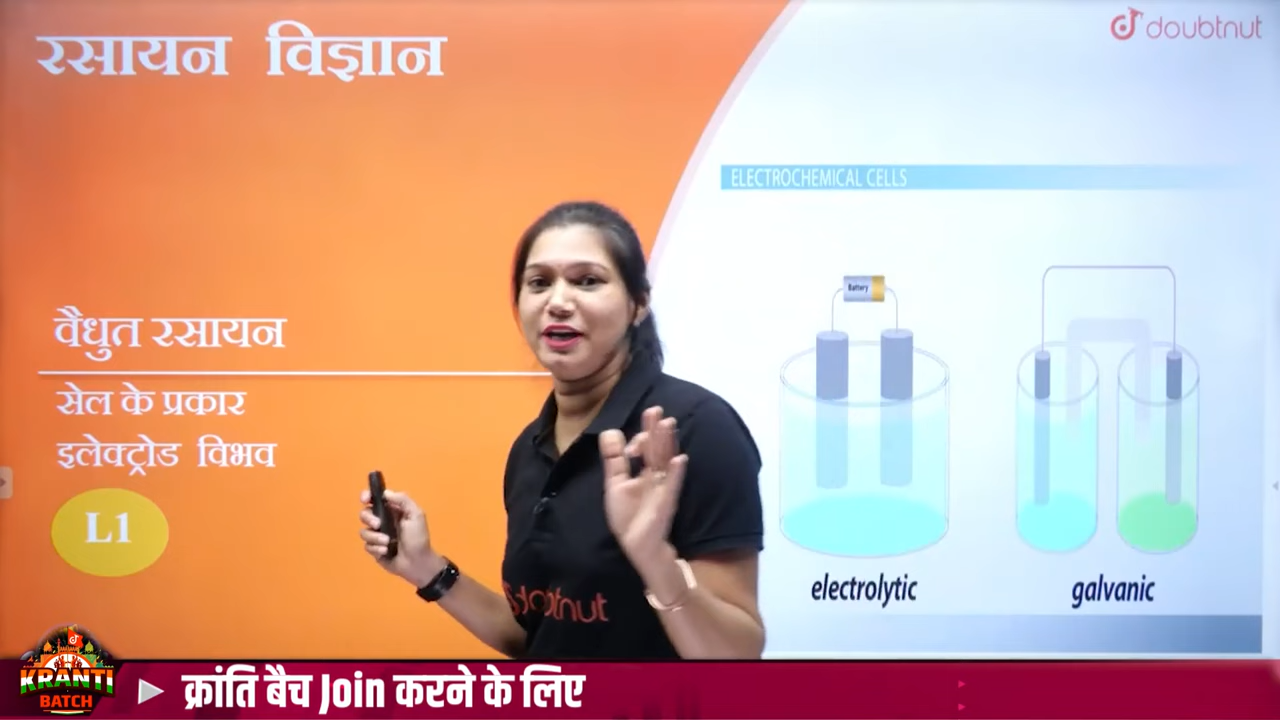 रसायन विज्ञान
doubtnut
ELECTROCHEMICAL CELLS
Battery
वैधुत रसायन
सेल के प्रकार
इलेक्ट्रोड विभव
L1
electrolytic
galvanic
doubtnut
KRANTI
BATCH
क्रांति बैच Join करने के लिए